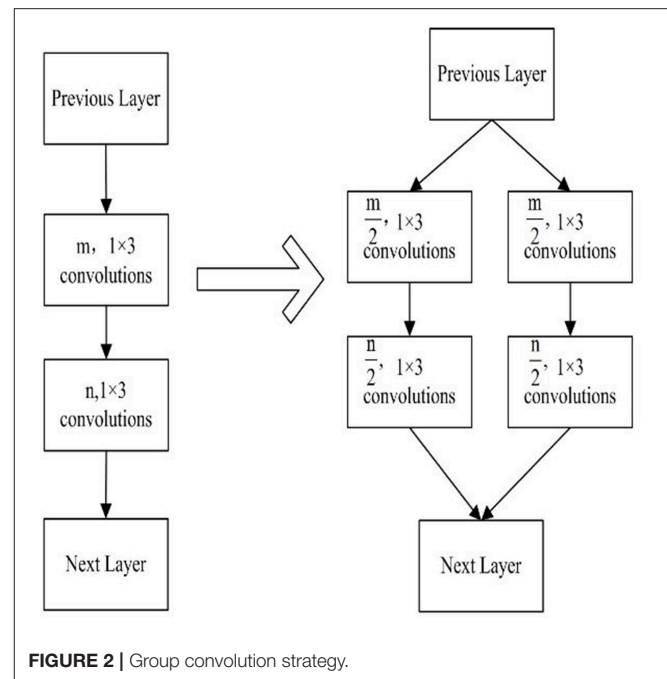 Previous Layer
m, 1×3
convolutions
n,1×3
convolutions
Next Layer
Previous Layer
m/2, 1×3
convolutions
m/2, 1×3
convolutions
n/2, 1×3
convolutions
n/2, 1×3
convolutions
Next Layer
FIGURE 2 | Group convolution strategy.